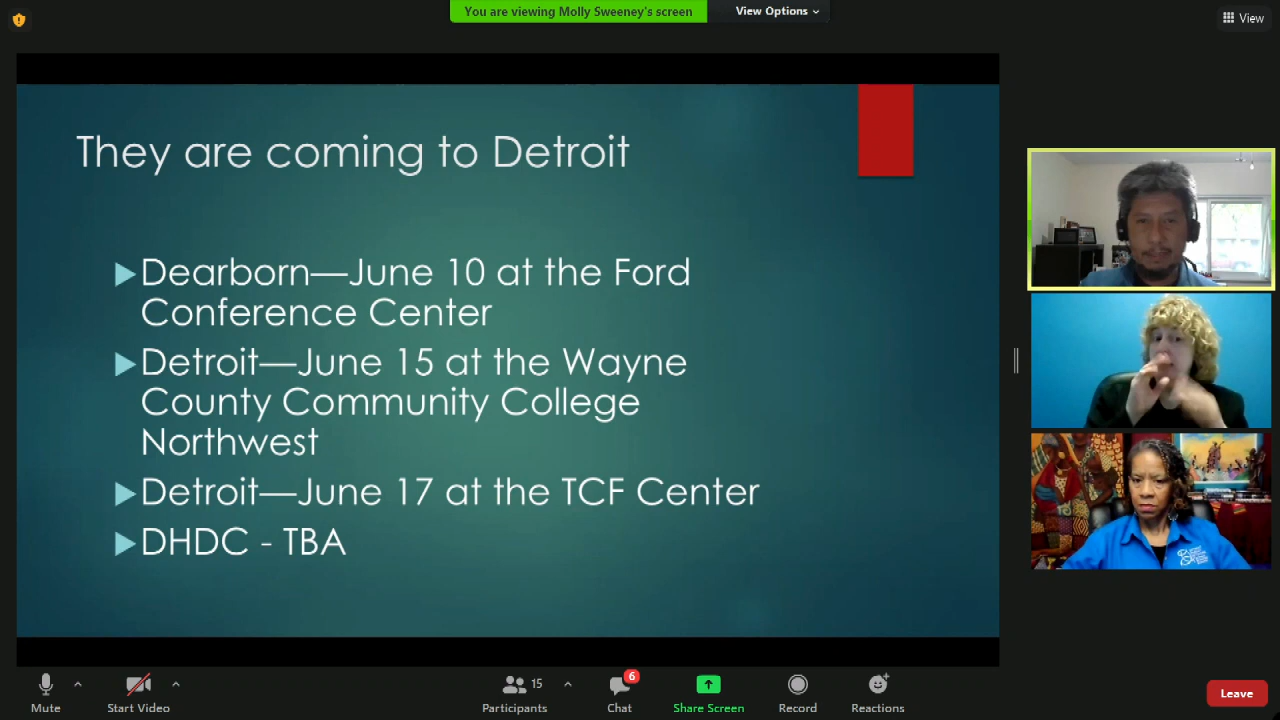 You are viewing Molly Sweeney's screen
View Options
View
They are coming to Detroit
Dearborn—June 10 at the Ford
Conference Center
Detroit—June 15 at the Wayne
County Community College
Northwest
Detroit—June 17 at the TCF Center
DHDC - TBA
Mute
Start Video
15
Participants
6
Chat
Share Screen
Record
Reactions
Leave